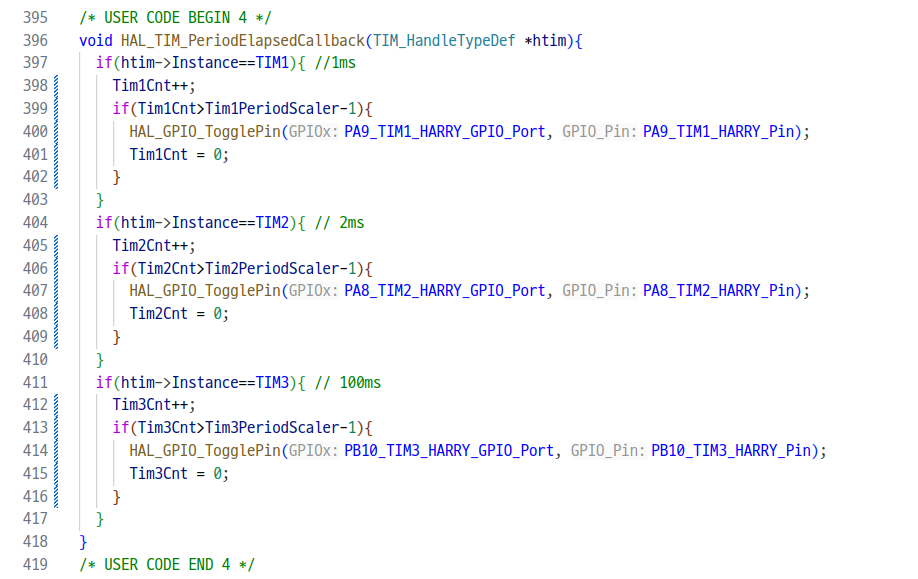 395 /* USER CODE BEGIN 4 */
396 void HAL_TIM_PeriodElapsedCallback(TIM_HandleTypeDef *htim){
397 if(htim->Instance==TIM1){ //1ms
398 Tim1Cnt++;
399 if(Tim1Cnt>Tim1PeriodScaler-1){
400 HAL_GPIO_TogglePin(GPIOx: PA9_TIM1_HARRY_GPIO_Port, GPIO_Pin: PA9_TIM1_HARRY_Pin);
401 Tim1Cnt = 0;
402 }
403 }
404 if(htim->Instance==TIM2){ // 2ms
405 Tim2Cnt++;
406 if(Tim2Cnt>Tim2PeriodScaler-1){
407 HAL_GPIO_TogglePin(GPIOx: PA8_TIM2_HARRY_GPIO_Port, GPIO_Pin: PA8_TIM2_HARRY_Pin);
408 Tim2Cnt = 0;
409 }
410 }
411 if(htim->Instance==TIM3){ // 100ms
412 Tim3Cnt++;
413 if(Tim3Cnt>Tim3PeriodScaler-1){
414 HAL_GPIO_TogglePin(GPIOx: PB10_TIM3_HARRY_GPIO_Port, GPIO_Pin: PB10_TIM3_HARRY_Pin);
415 Tim3Cnt = 0;
416 }
417 }
418 }
419 /* USER CODE END 4 */